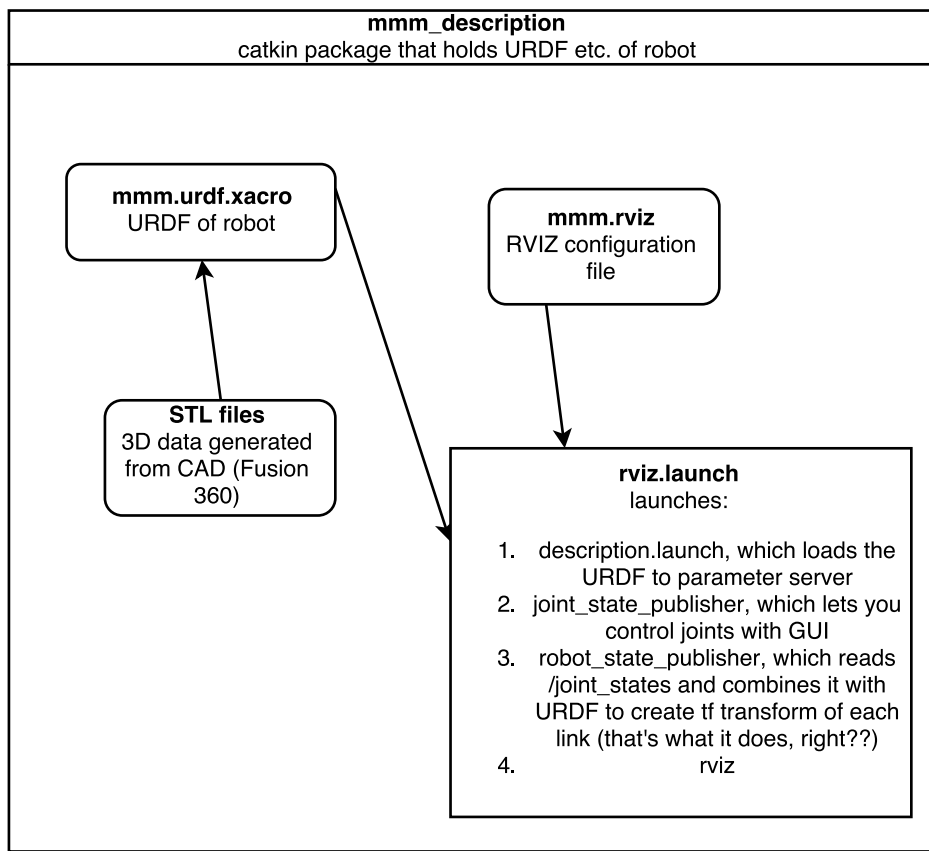 mmm_description
catkin package that holds URDF etc. of robot
mmm.urdf.xacro
URDF of robot
mmm.rviz
RVIZ configuration
file
STL files
3D data generated
from CAD (Fusion
360)
rviz.launch
launches:
1. description.launch, which loads the
URDF to parameter server
2. joint_state_publisher, which lets you
control joints with GUI
3. robot_state_publisher, which reads
/joint_states and combines it with
URDF to create tf transform of each
link (that's what it does, right??)
4. rviz